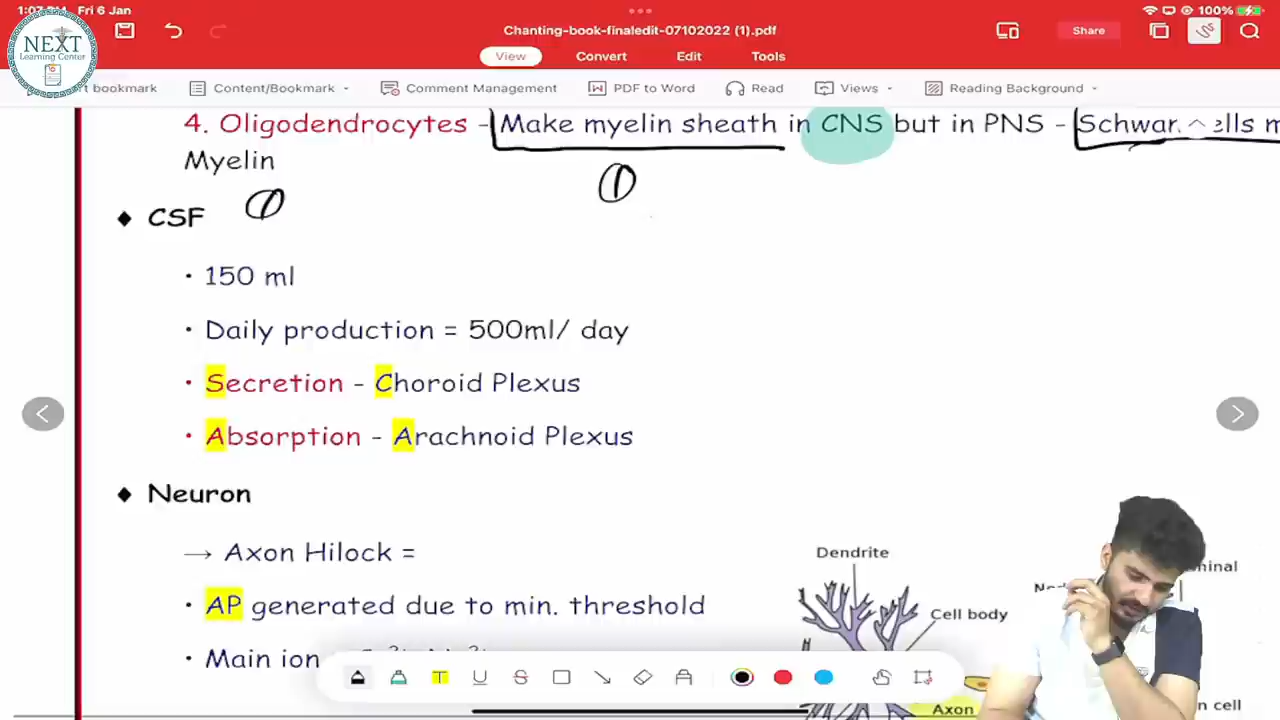 1:07 PM Fri 6 Jan
100%
NEXT
Learning Center
Chanting-book-finaledit-07102022 (1).pdf
Share
View
Convert
Edit
Tools
bookmark
Content/Bookmark
Comment Management
PDF to Word
Read
Views
Reading Background
4. Oligodendrocytes - Make myelin sheath in CNS but in PNS -
Myelin
1
1
CSF
• 150 ml
• Daily production = 500ml/ day
• Secretion - Choroid Plexus
• Absorption - Arachnoid Plexus
Neuron
→ Axon Hilock =
• AP generated due to min. threshold
• Main ion
Dendrite
Cell body
Axon